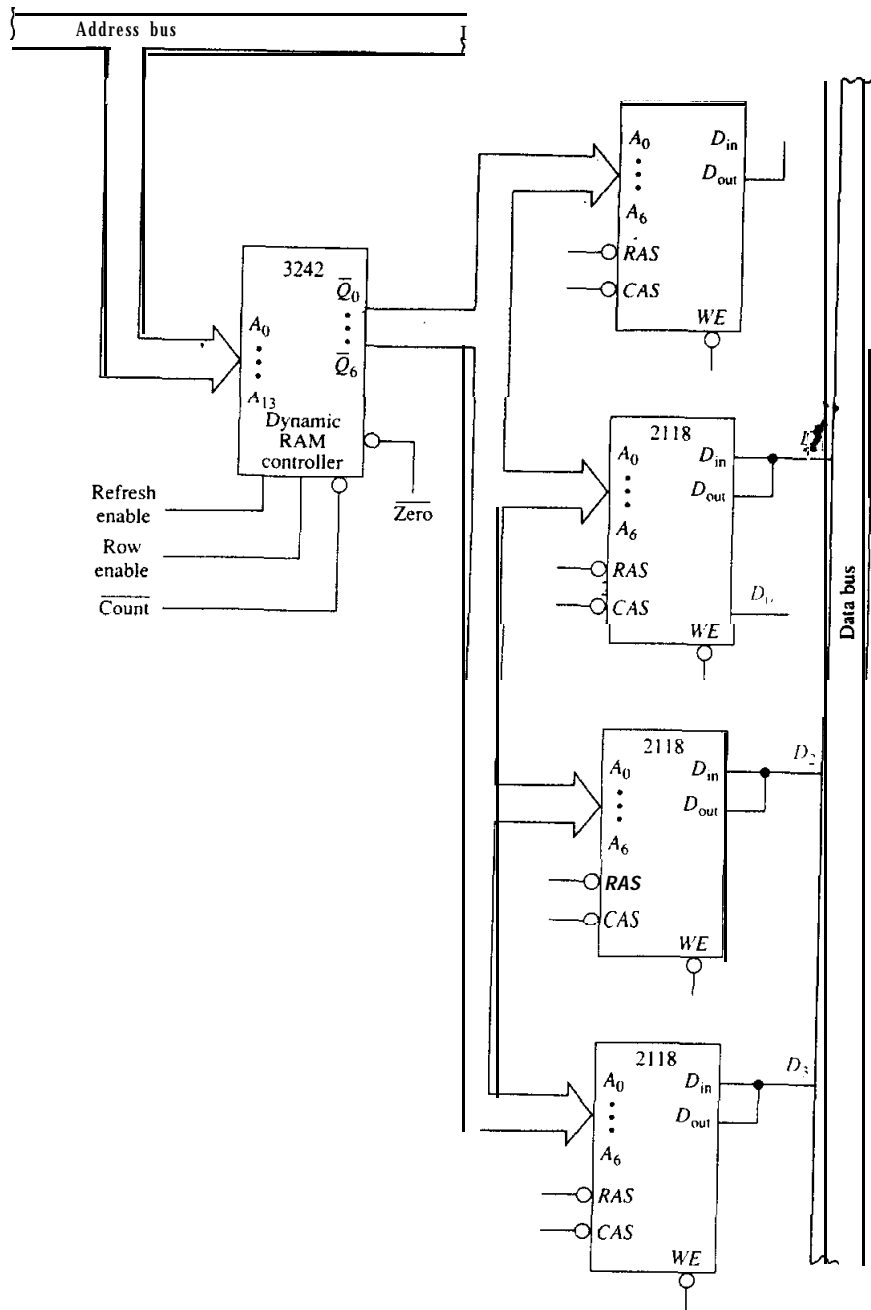 Address bus
A0
A6
RAS
CAS
Din
Dout
WE
3242
A0
A13
Q̅0
Q̅6
Dynamic
RAM
controller
Refresh
enable
Row
enable
C̅o̅u̅n̅t̅
Z̅e̅r̅o̅
2118
A0
A6
RAS
CAS
Din
Dout
WE
Data bus
2118
A0
A6
RAS
CAS
Din
Dout
WE
D2
2118
A0
A6
RAS
CAS
Din
Dout
WE
D3